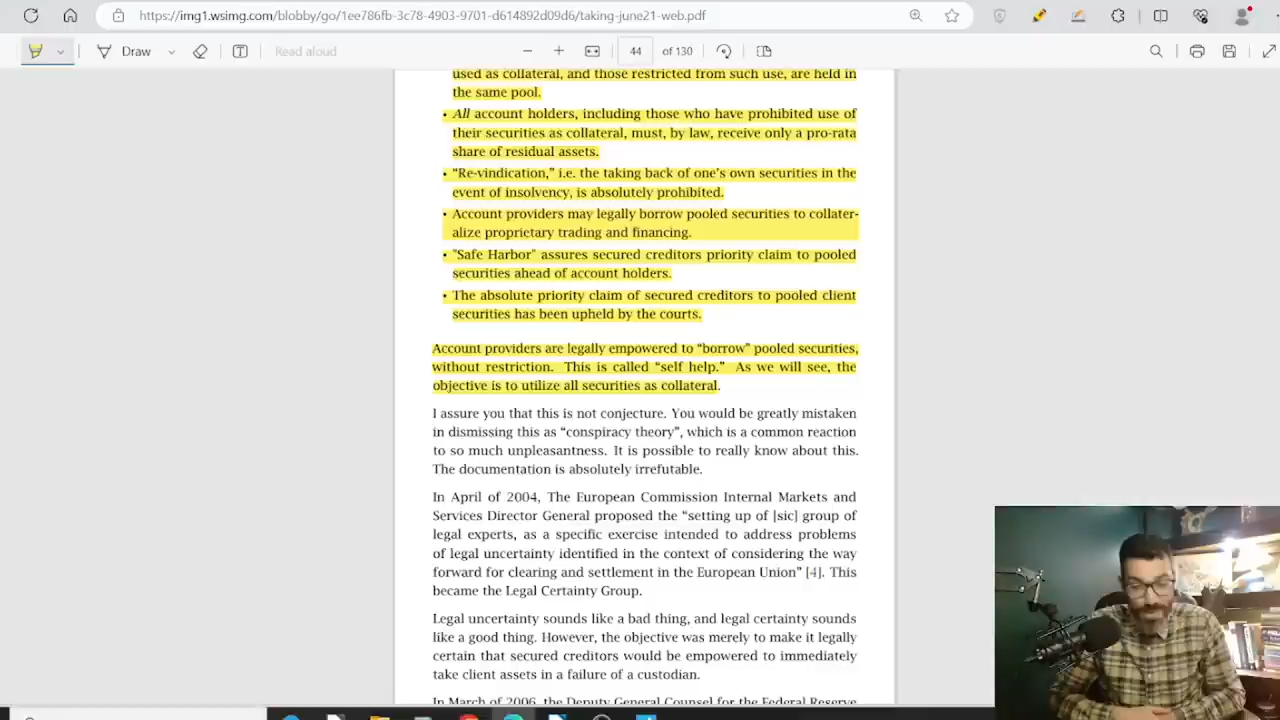 https://img1.wsimg.com/blobby/go/1ee786fb-3c78-4903-9701-d614892d09d6/taking-june21-web.pdf
Draw
Read aloud
44
of 130
used as collateral, and those restricted from such use, are held in
the same pool.
• All account holders, including those who have prohibited use of
their securities as collateral, must, by law, receive only a pro-rata
share of residual assets.
• “Re-vindication,” i.e. the taking back of one’s own securities in the
event of insolvency, is absolutely prohibited.
• Account providers may legally borrow pooled securities to collater-
alize proprietary trading and financing.
• "Safe Harbor" assures secured creditors priority claim to pooled
securities ahead of account holders.
• The absolute priority claim of secured creditors to pooled client
securities has been upheld by the courts.
Account providers are legally empowered to “borrow” pooled securities,
without restriction. This is called “self help.” As we will see, the
objective is to utilize all securities as collateral.
I assure you that this is not conjecture. You would be greatly mistaken
in dismissing this as “conspiracy theory”, which is a common reaction
to so much unpleasantness. It is possible to really know about this.
The documentation is absolutely irrefutable.
In April of 2004, The European Commission Internal Markets and
Services Director General proposed the “setting up of [sic] group of
legal experts, as a specific exercise intended to address problems
of legal uncertainty identified in the context of considering the way
forward for clearing and settlement in the European Union” [4]. This
became the Legal Certainty Group.
Legal uncertainty sounds like a bad thing, and legal certainty sounds
like a good thing. However, the objective was merely to make it legally
certain that secured creditors would be empowered to immediately
take client assets in a failure of a custodian.
In March of 2006, the Deputy General Counsel for the Federal Reserve